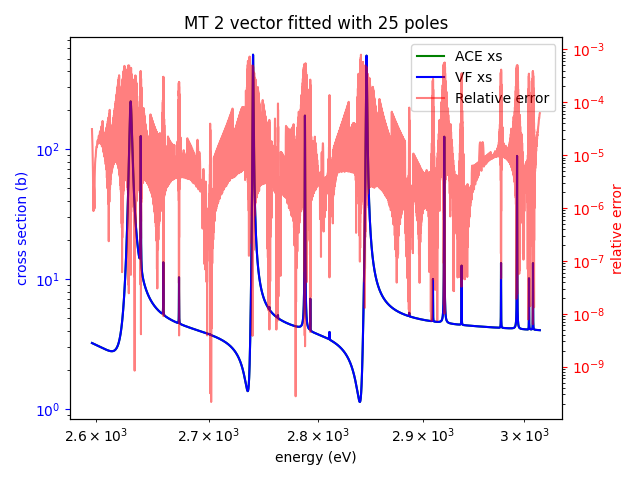 MT 2 vector fitted with 25 poles
ACE xs
VF xs
Relative error
cross section (b)
10²
10¹
10⁰
relative error
10⁻³
10⁻⁴
10⁻⁵
10⁻⁶
10⁻⁷
10⁻⁸
10⁻⁹
2.6 × 10³ 2.7 × 10³ 2.8 × 10³ 2.9 × 10³ 3 × 10³
energy (eV)